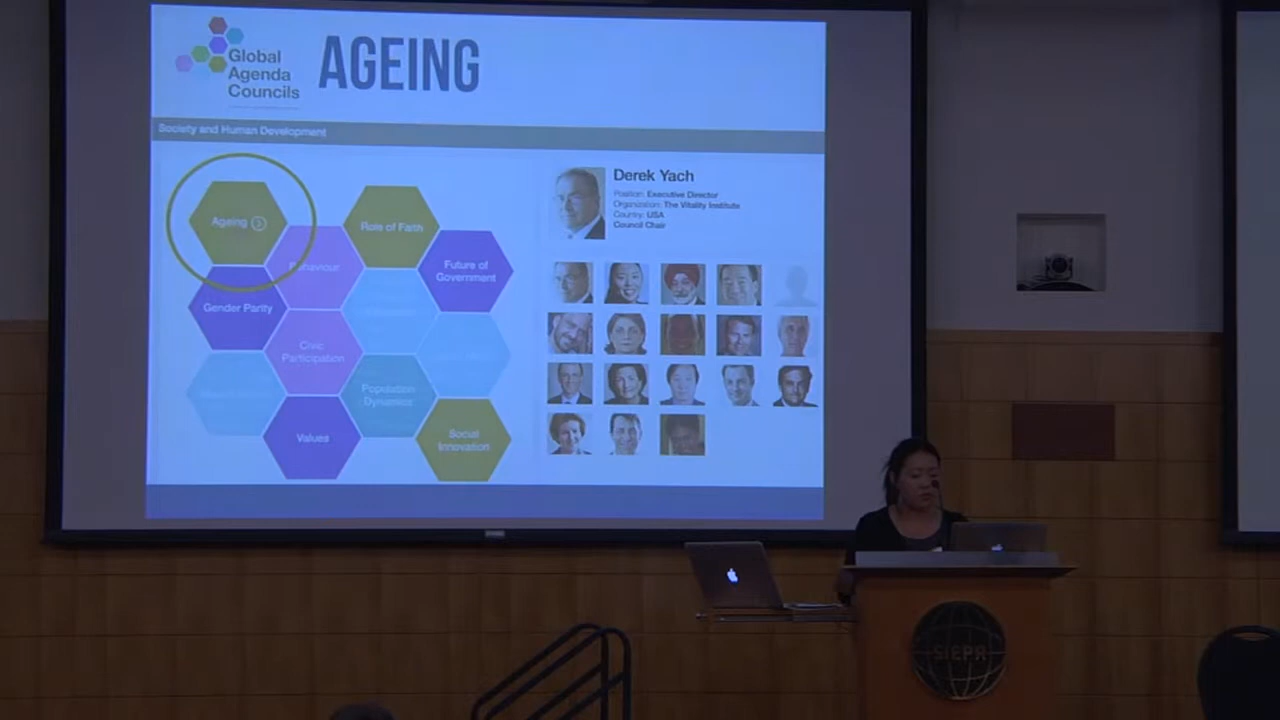 Global
Agenda
Councils
AGEING
Society and Human Development
Ageing
Role of Faith
Behaviour
Future of
Government
Gender Parity
Civic
Participation
Population
Dynamics
Values
Social
Innovation
Derek Yach
Position: Executive Director
Organization: The Vitality Institute
Country: USA
Council Chair
SIEPR